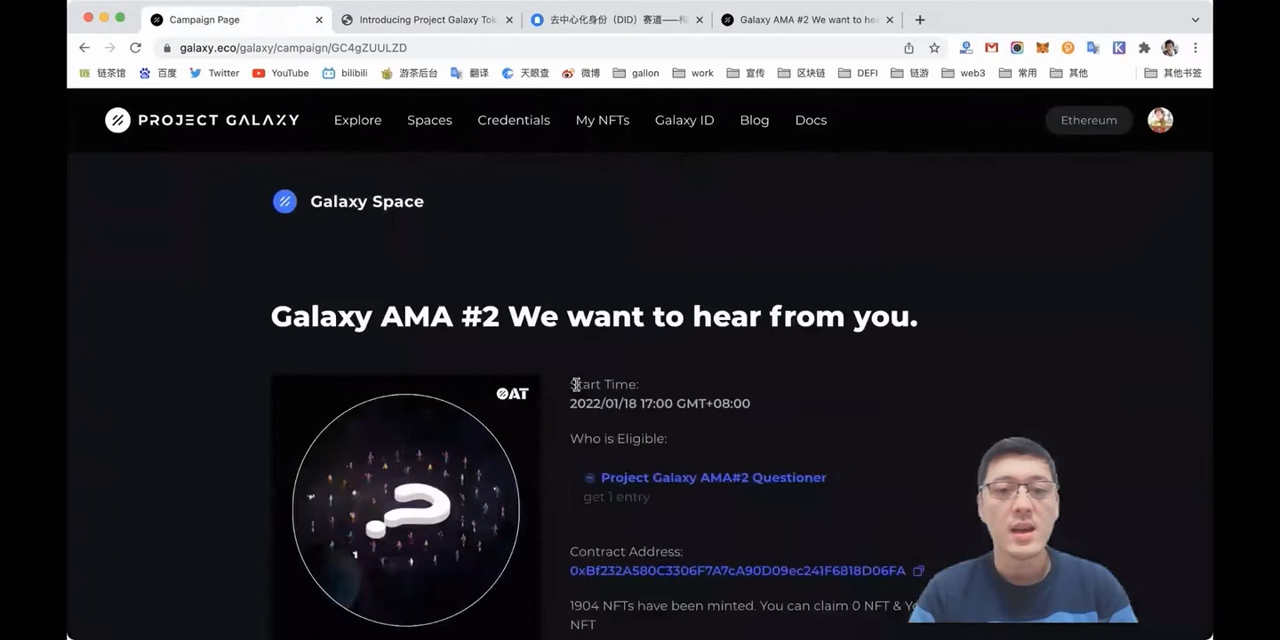 Campaign Page
Introducing Project Galaxy Tok
去中心化身份（DID）赛道——构
Galaxy AMA #2 We want to hea
galaxy.eco/galaxy/campaign/GC4gZUULZD
链茶馆 百度 Twitter YouTube bilibili 游茶后台 翻译 天眼查 微博 gallon work 宣传 区块链 DEFI 链游 web3 常用 其他 其他书签
PROJECT GALAXY Explore Spaces Credentials My NFTs Galaxy ID Blog Docs Ethereum
Galaxy Space
Galaxy AMA #2 We want to hear from you.
OAT
Start Time:
2022/01/18 17:00 GMT+08:00
Who is Eligible:
Project Galaxy AMA#2 Questioner
get 1 entry
Contract Address:
0xBf232A580C3306F7A7cA90D09ec241F6818D06FA
1904 NFTs have been minted. You can claim 0 NFT & Yo
NFT